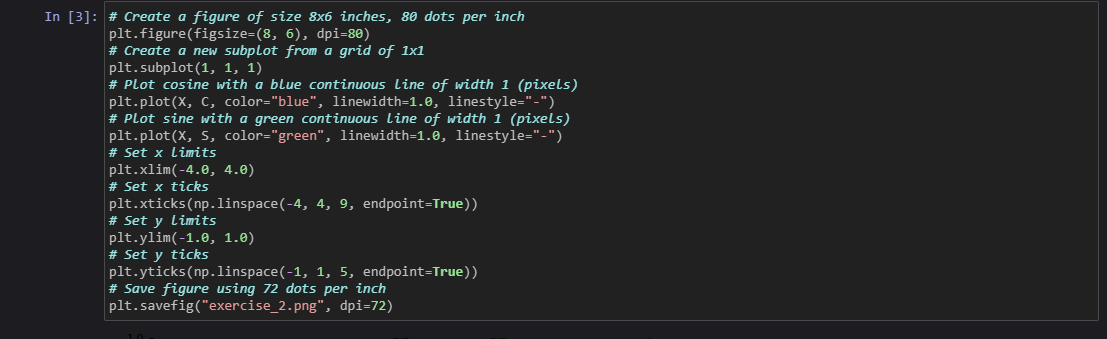 In [3]: # Create a figure of size 8x6 inches, 80 dots per inch
plt.figure(figsize=(8, 6), dpi=80)
# Create a new subplot from a grid of 1x1
plt.subplot(1, 1, 1)
# Plot cosine with a blue continuous line of width 1 (pixels)
plt.plot(X, C, color="blue", linewidth=1.0, linestyle="-")
# Plot sine with a green continuous line of width 1 (pixels)
plt.plot(X, S, color="green", linewidth=1.0, linestyle="-")
# Set x limits
plt.xlim(-4.0, 4.0)
# Set x ticks
plt.xticks(np.linspace(-4, 4, 9, endpoint=True))
# Set y limits
plt.ylim(-1.0, 1.0)
# Set y ticks
plt.yticks(np.linspace(-1, 1, 5, endpoint=True))
# Save figure using 72 dots per inch
plt.savefig("exercise_2.png", dpi=72)